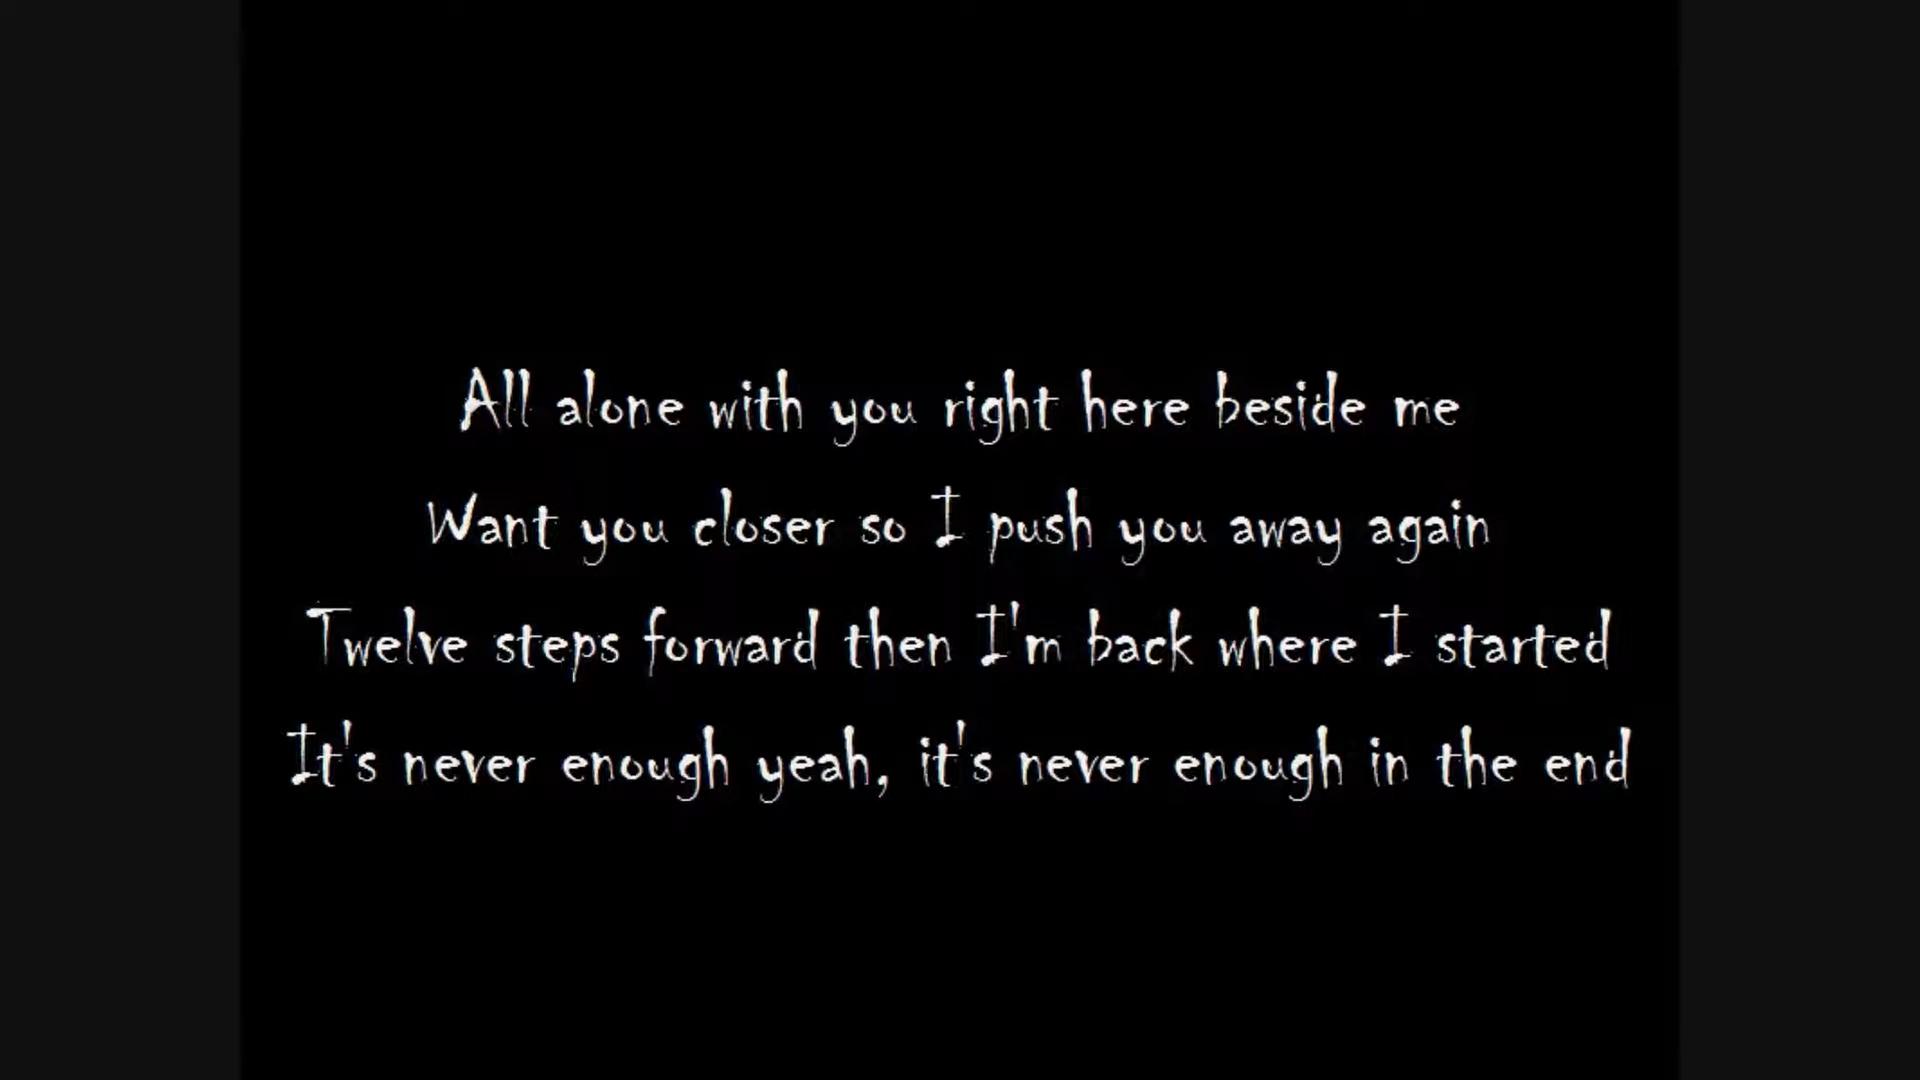 All alone with you right here beside me
Want you closer so I push you away again
Twelve steps forward then I'm back where I started
It's never enough yeah, it's never enough in the end